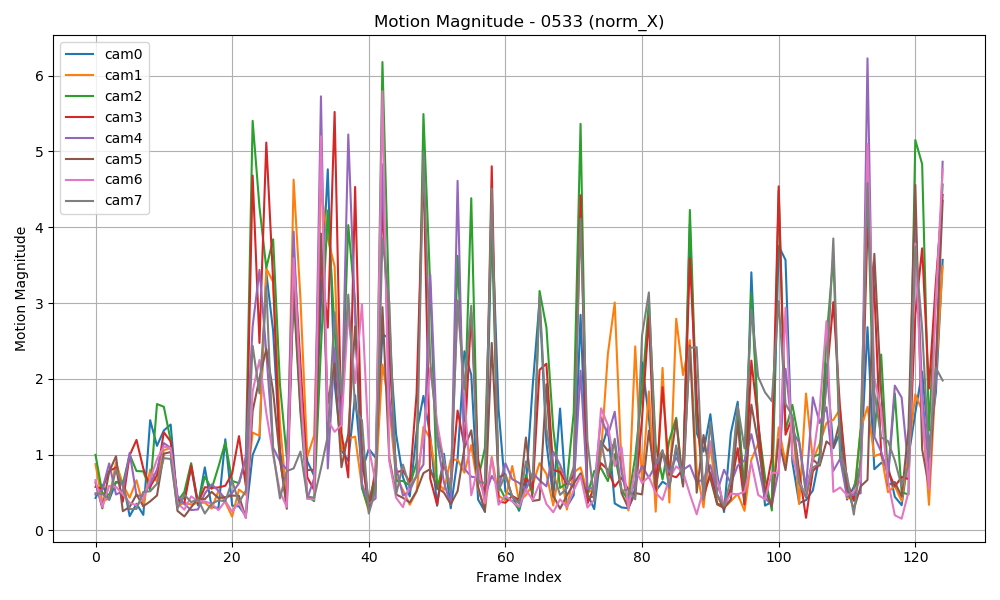 Motion Magnitude - 0533 (norm_X)
cam0
cam1
cam2
cam3
cam4
cam5
cam6
cam7
Motion Magnitude
6
5
4
3
2
1
0
0 20 40 60 80 100 120
Frame Index